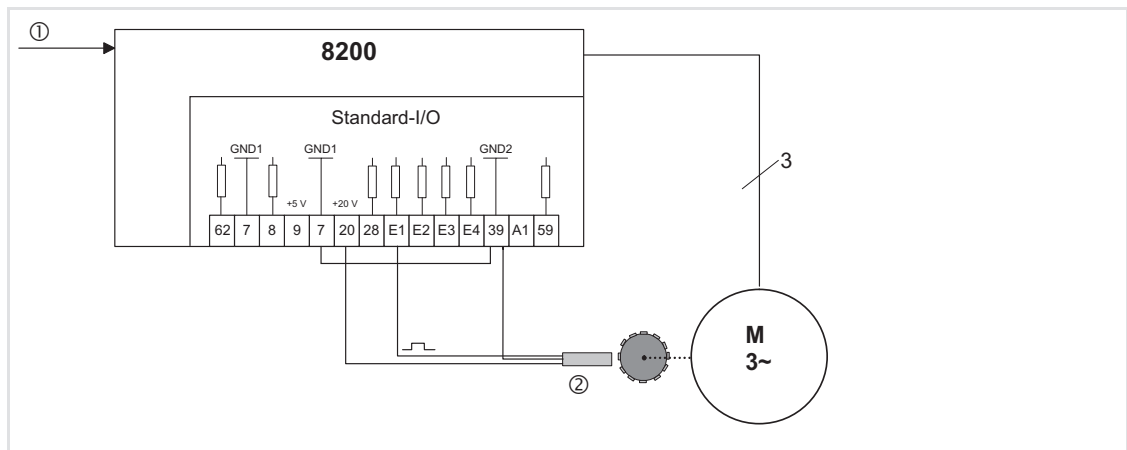 ①
8200
Standard-I/O
GND1 GND1 GND2
+5 V +20 V
62 7 8 9 7 20 28 E1 E2 E3 E4 39 A1 59
3
M
3~
②